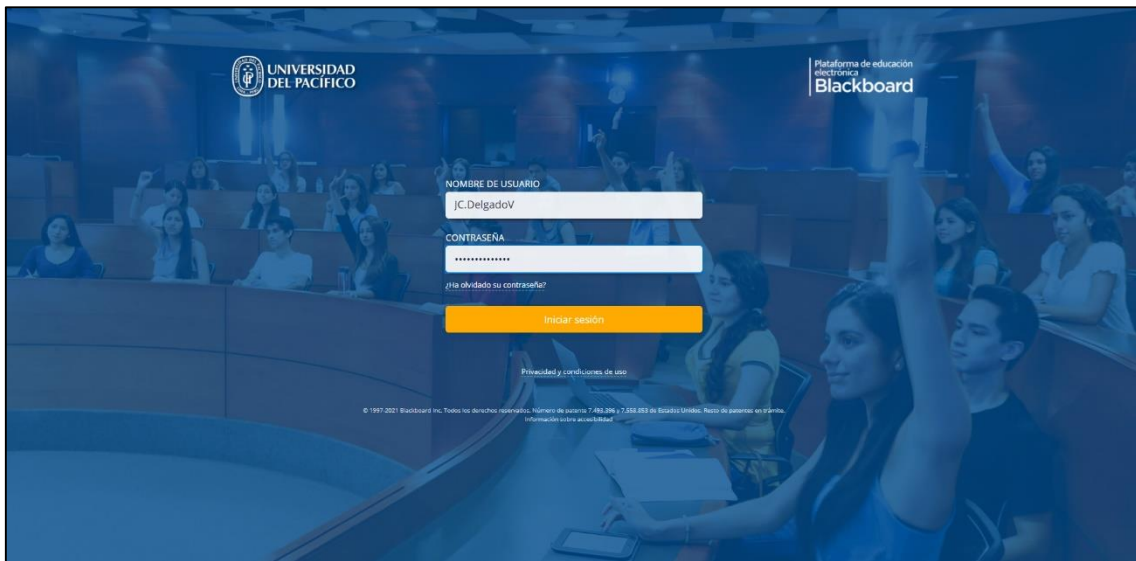 UNIVERSIDAD
DEL PACÍFICO
Plataforma de educación
electrónica
Blackboard
NOMBRE DE USUARIO
JC.DelgadoV
CONTRASEÑA
••••••••••••••
¿Ha olvidado su contraseña?
Iniciar sesión
Privacidad y condiciones de uso
© 1997-2021 Blackboard Inc. Todos los derechos reservados. Número de patente 7.493.396 y 7.558.853 de Estados Unidos. Resto de patentes en trámite.
Información sobre accesibilidad